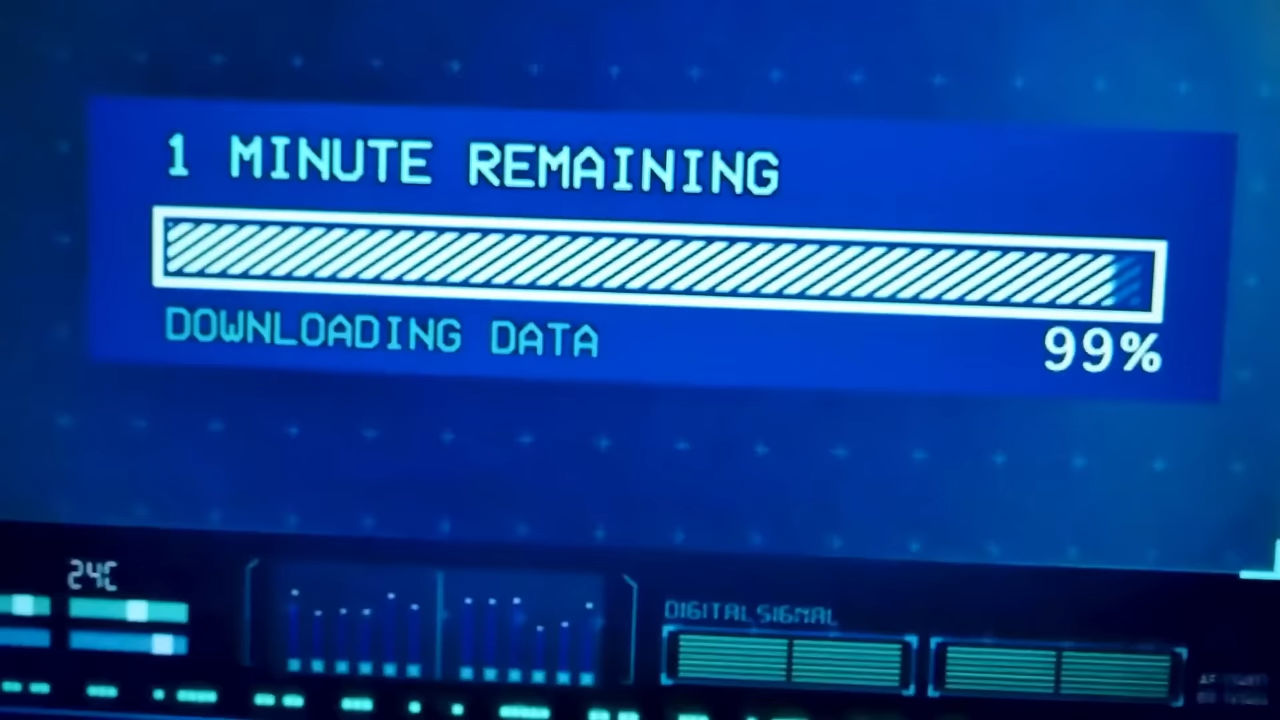 1 MINUTE REMAINING
DOWNLOADING DATA
99%
24C
DIGITAL SIGNAL